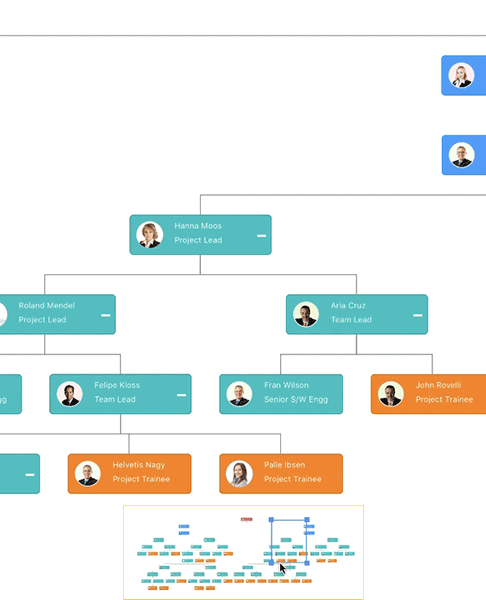 Hanna Moos
Project Lead
Roland Mendel
Project Lead
Aria Cruz
Team Lead
gg
Felipe Kloss
Team Lead
Fran Wilson
Senior S/W Engg
John Rovelli
Project Trainee
Helvetis Nagy
Project Trainee
Palle Ibsen
Project Trainee